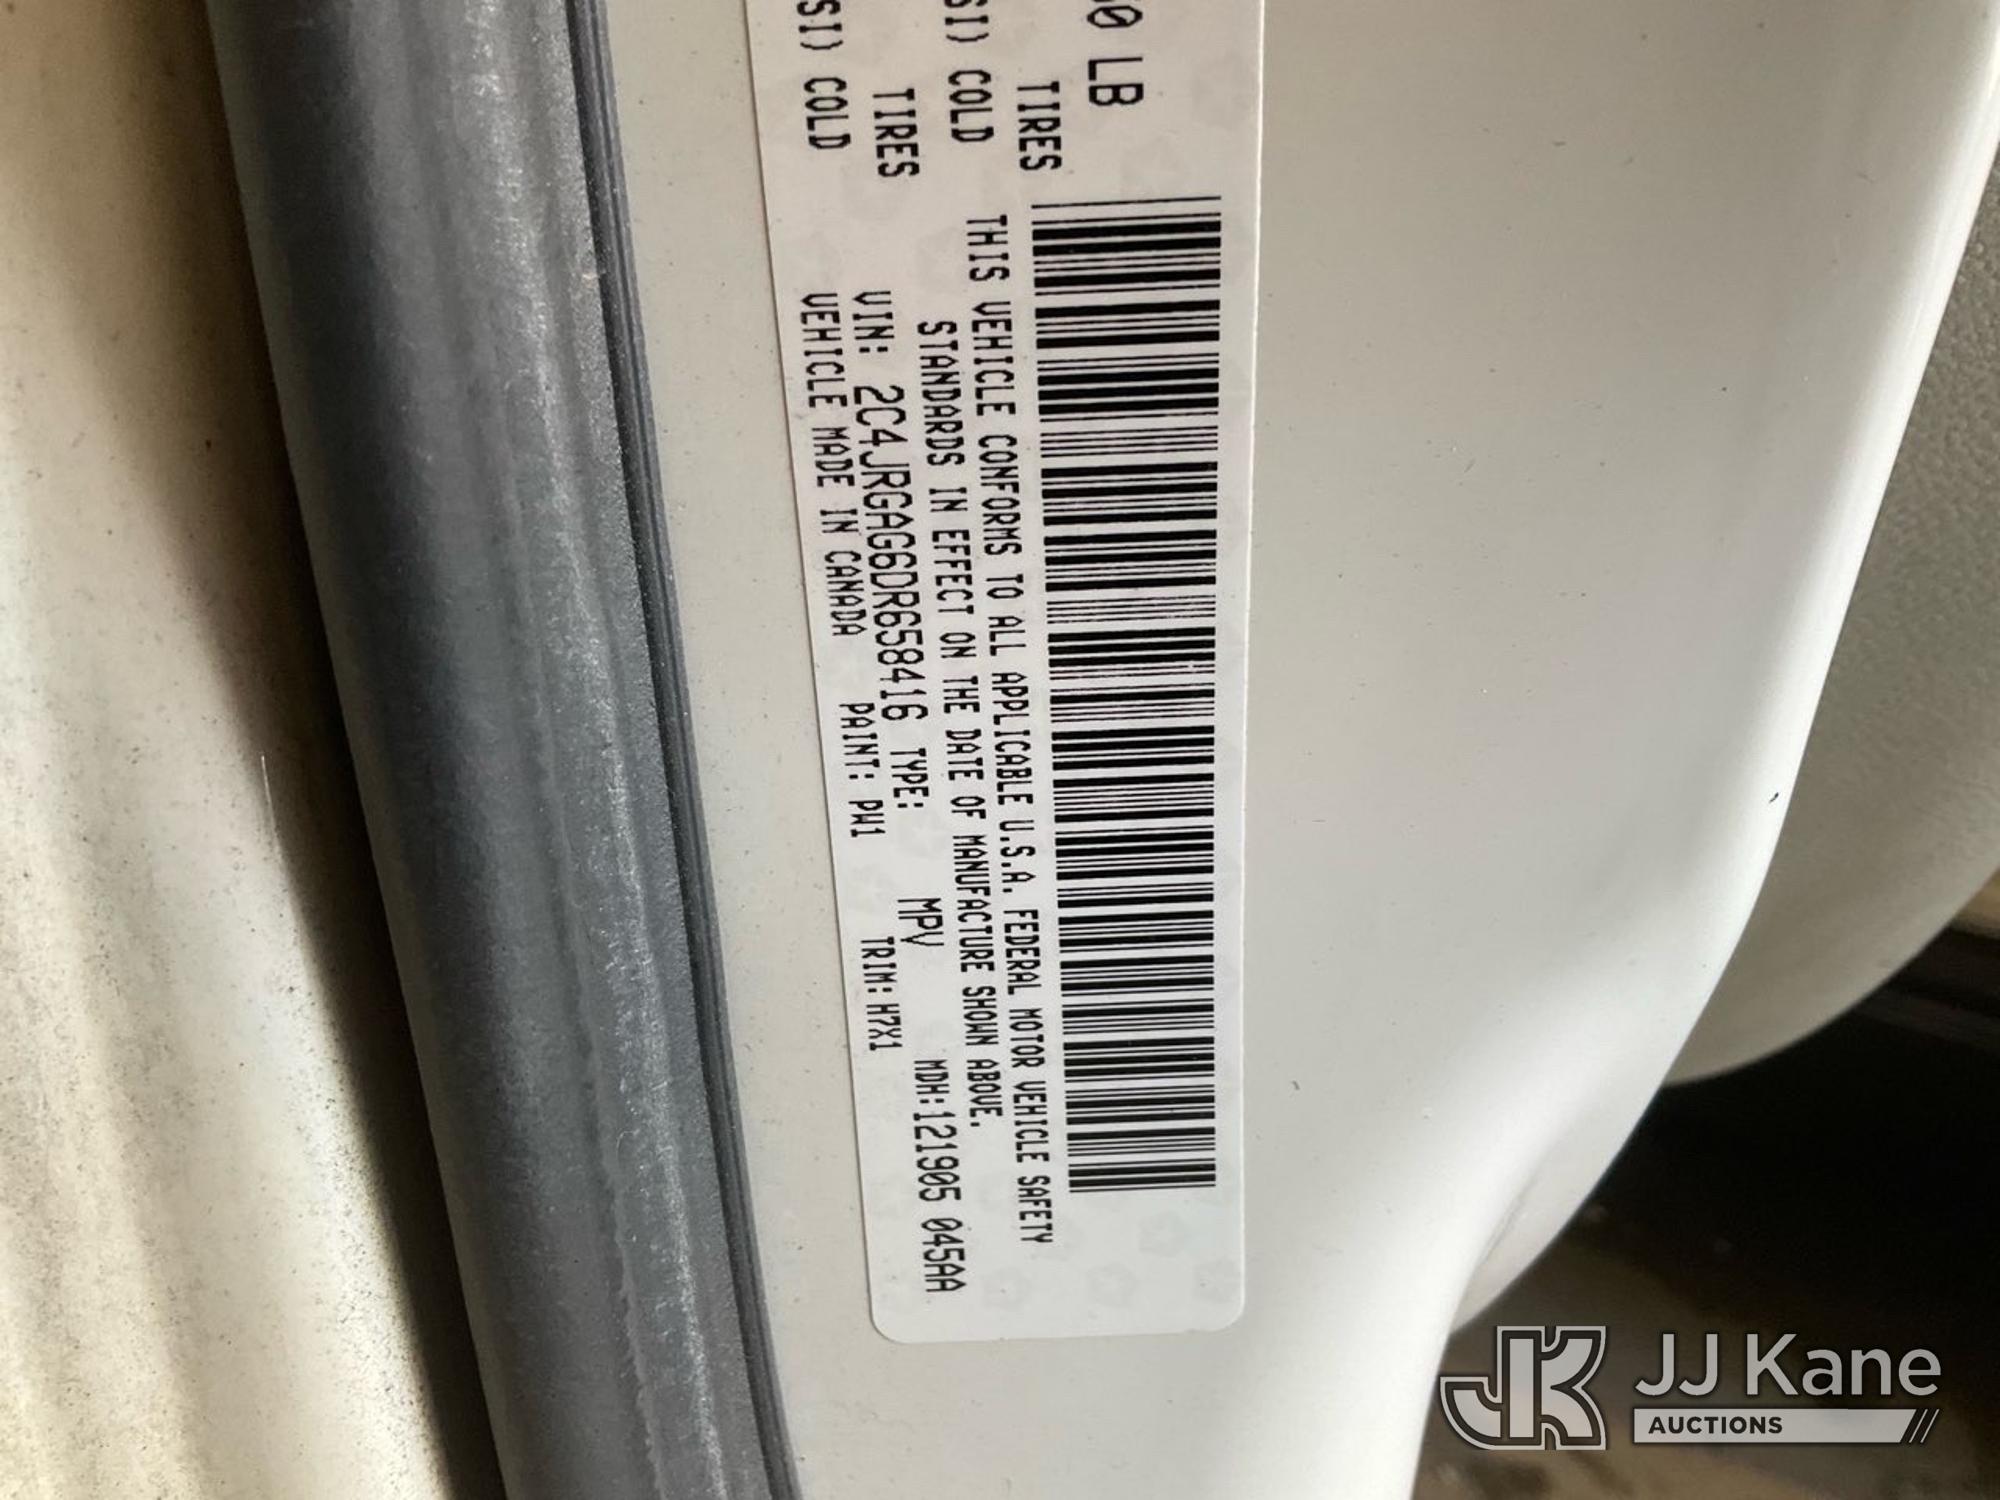 60 LB
TIRES
SI) COLD
TIRES
SI) COLD
THIS VEHICLE CONFORMS TO ALL APPLICABLE U.S.A. FEDERAL MOTOR VEHICLE SAFETY
STANDARDS IN EFFECT ON THE DATE OF MANUFACTURE SHOWN ABOVE.
VIN: 2C4JRGAG6DR658416 TYPE: MPV MDH:121905 045AA
VEHICLE MADE IN CANADA PAINT: PW1 TRIM: H7X1
JK JJ Kane
AUCTIONS